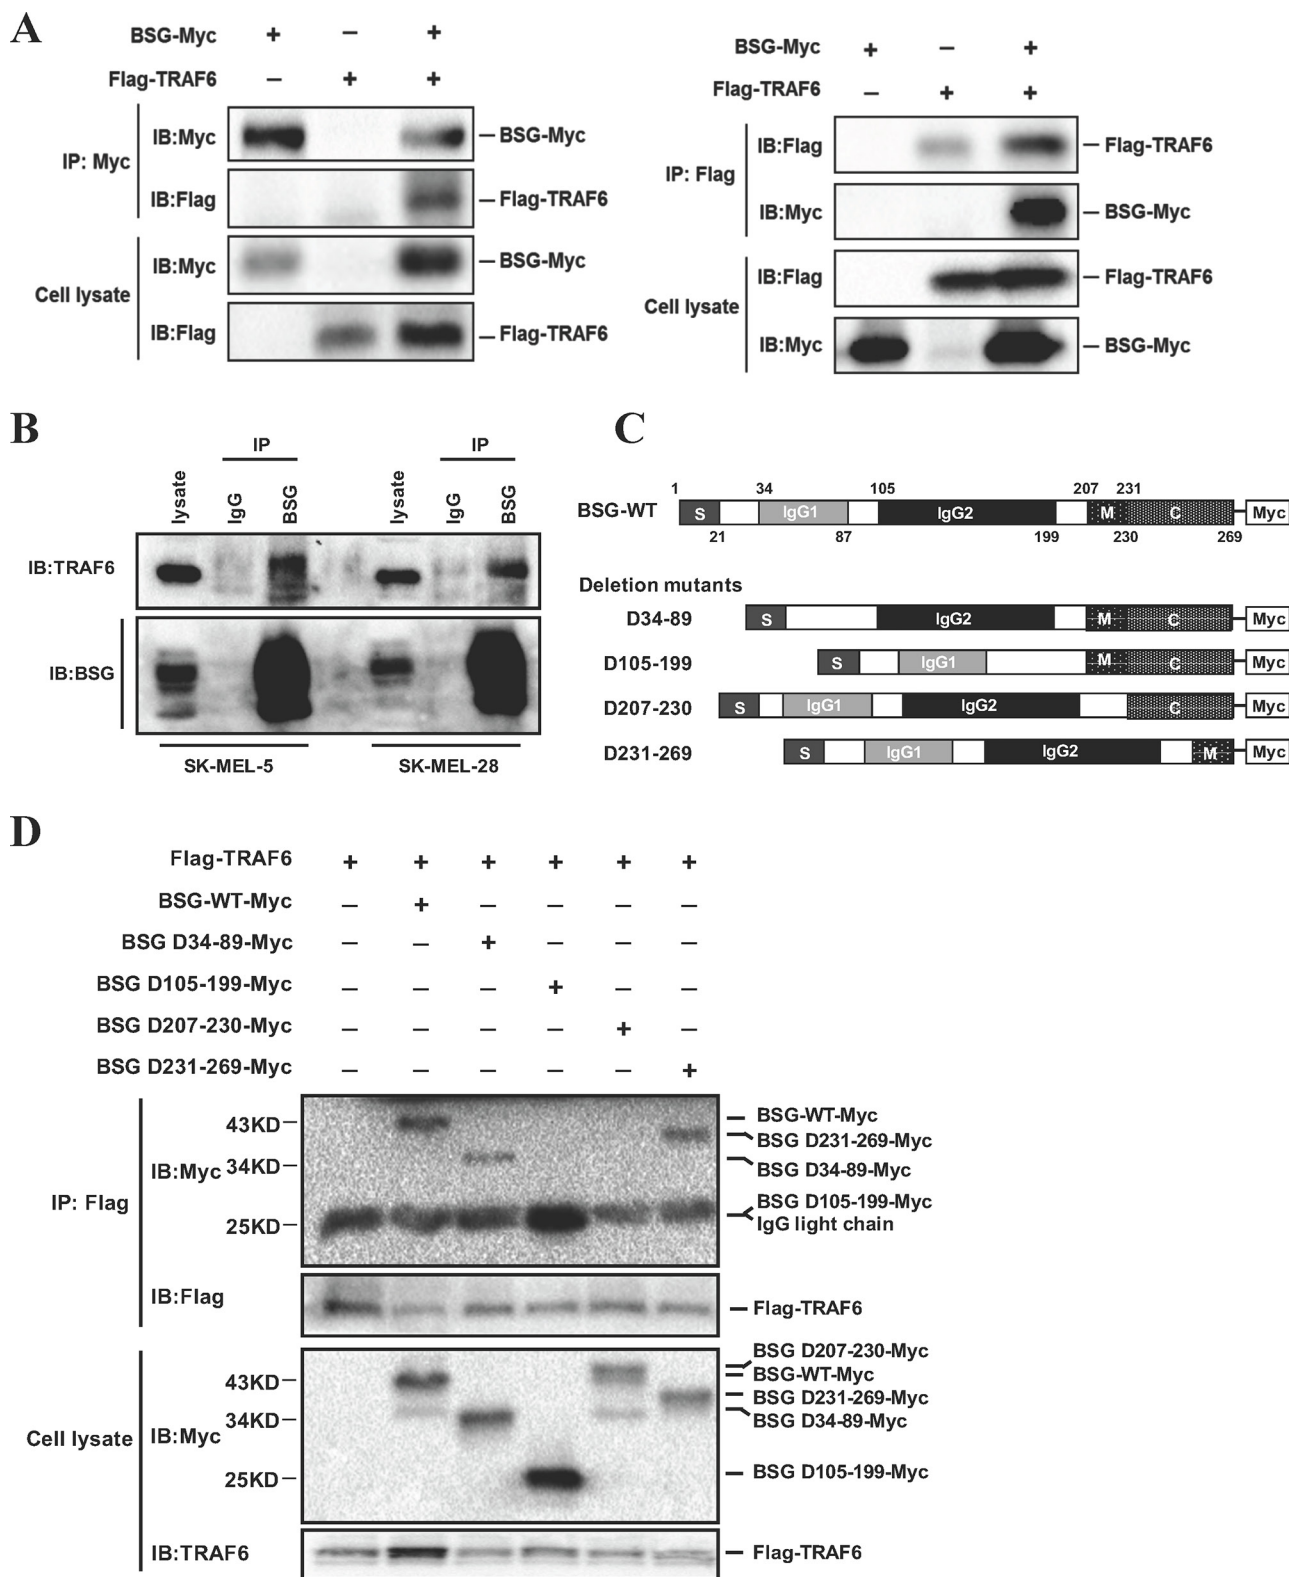 A
BSG-Myc + – +
Flag-TRAF6 – + +
IP: Myc
IB:Myc – BSG-Myc
IB:Flag – Flag-TRAF6
Cell lysate
IB:Myc – BSG-Myc
IB:Flag – Flag-TRAF6
BSG-Myc + – +
Flag-TRAF6 – + +
IP: Flag
IB:Flag – Flag-TRAF6
IB:Myc – BSG-Myc
Cell lysate
IB:Flag – Flag-TRAF6
IB:Myc – BSG-Myc
B
IP IP
lysate IgG BSG lysate IgG BSG
IB:TRAF6
IB:BSG
SK-MEL-5 SK-MEL-28
C
1 34 105 207 231
BSG-WT S IgG1 IgG2 M C Myc
21 87 199 230 269
Deletion mutants
D34-89 S IgG2 M C Myc
D105-199 S IgG1 M C Myc
D207-230 S IgG1 IgG2 C Myc
D231-269 S IgG1 IgG2 M Myc
D
Flag-TRAF6 + + + + + +
BSG-WT-Myc – + – – – –
BSG D34-89-Myc – – + – – –
BSG D105-199-Myc – – – + – –
BSG D207-230-Myc – – – – + –
BSG D231-269-Myc – – – – – +
IP: Flag
IB:Myc
43KD
34KD
25KD
BSG-WT-Myc
BSG D231-269-Myc
BSG D34-89-Myc
BSG D105-199-Myc
IgG light chain
IB:Flag – Flag-TRAF6
Cell lysate
IB:Myc
43KD
34KD
25KD
BSG D207-230-Myc
BSG-WT-Myc
BSG D231-269-Myc
BSG D34-89-Myc
BSG D105-199-Myc
IB:TRAF6 – Flag-TRAF6